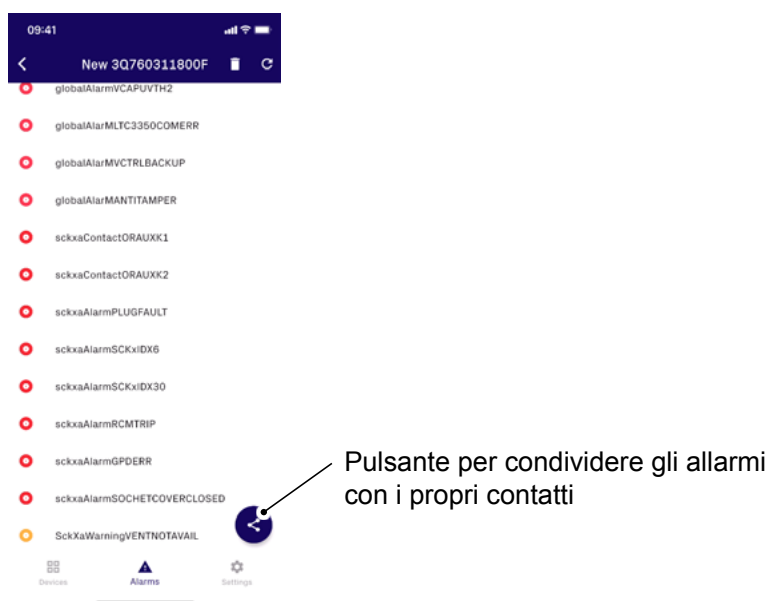 09:41
New 3Q760311800F
globalAlarmVCAPUVTH2
globalAlarMLTC3350COMERR
globalAlarMVCTRLBACKUP
globalAlarMANTITAMPER
sckxaContactORAUXK1
sckxaContactORAUXK2
sckxaAlarmPLUGFAULT
sckxaAlarmSCKxIDX6
sckxaAlarmSCKxIDX30
sckxaAlarmRCMTRIP
sckxaAlarmGPDERR
sckxaAlarmSOCHETCOVERCLOSED
SckXaWarningVENTNOTAVAIL
Devices
Alarms
Settings
Pulsante per condividere gli allarmi
con i propri contatti